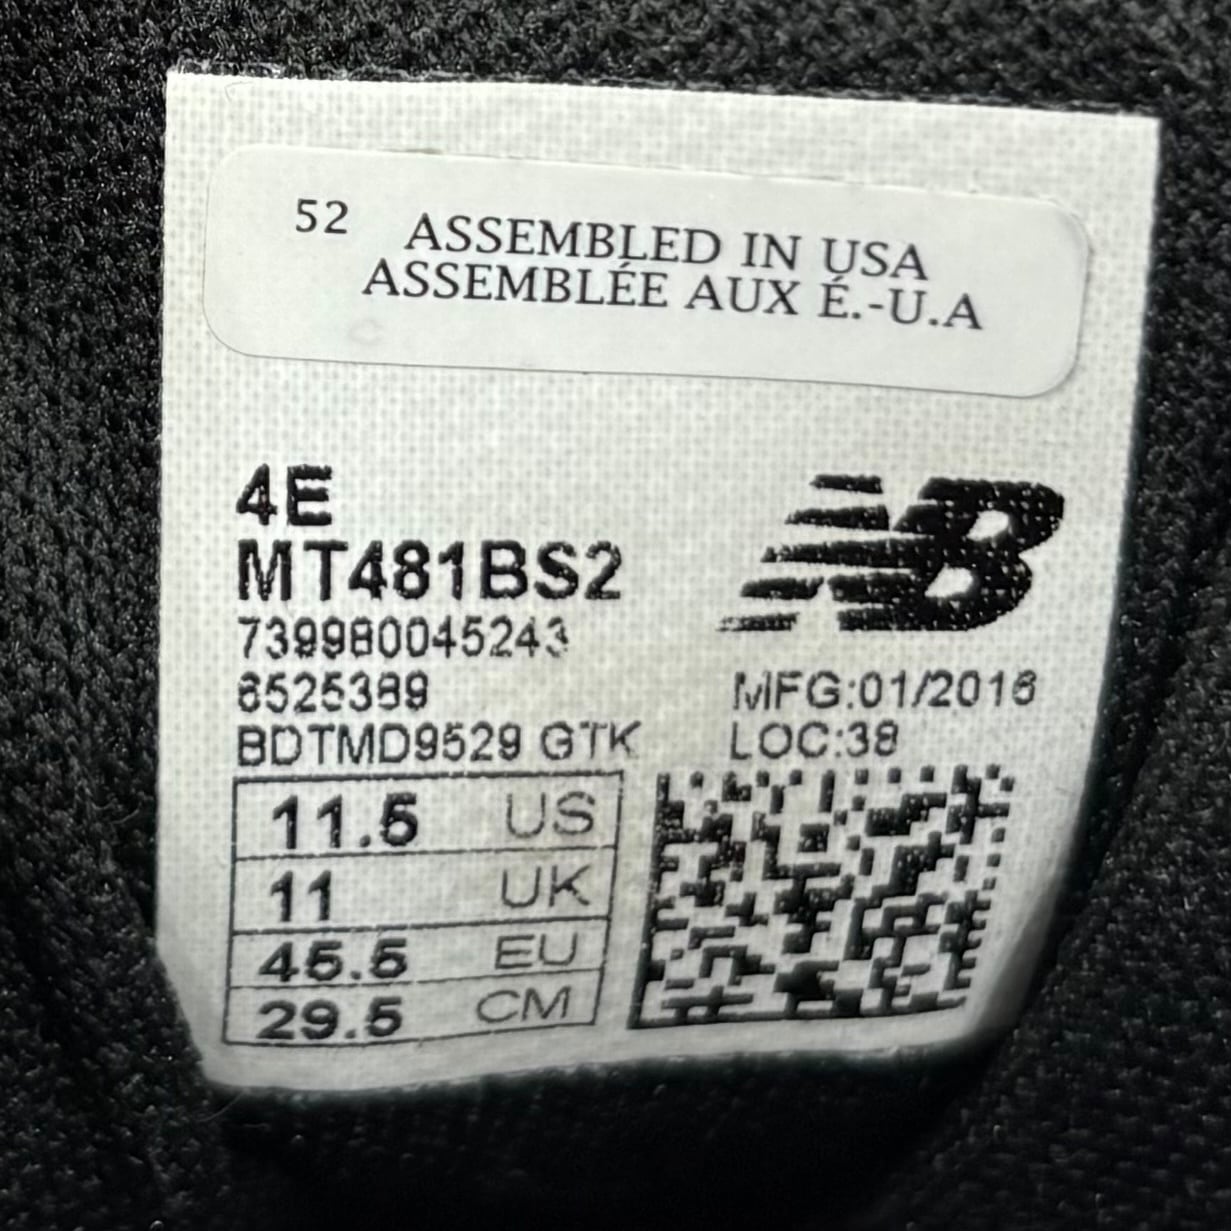 52 ASSEMBLED IN USA
ASSEMBLÉE AUX É.-U.A
4E
MT481BS2
NB
739980045243
6525389
MFG:01/2016
BDTMD9529 GTK
LOC:38
11.5 US
11 UK
45.5 EU
29.5 CM